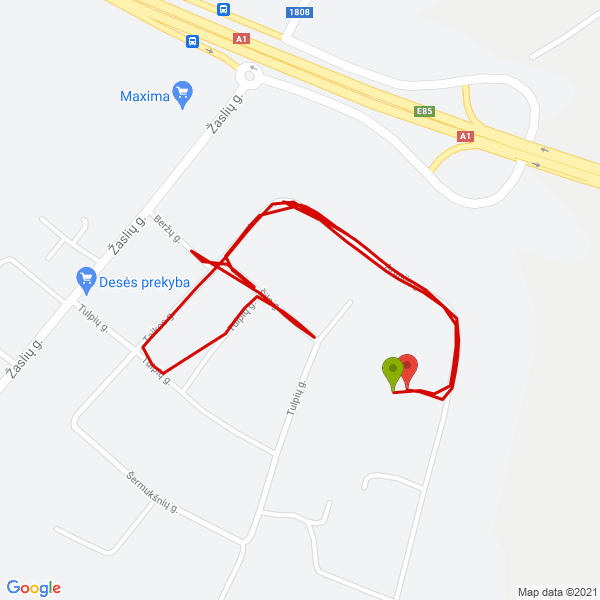 1808
A1
Maxima
E85
Žaslių g.
A1
Beržų g.
Žaslių g.
Desės prekyba
Tulpių g.
Tulpių g.
Žaslių g.
Tulpių g.
Tulpių g.
Šermukšnių g.
Google
Map data ©2021